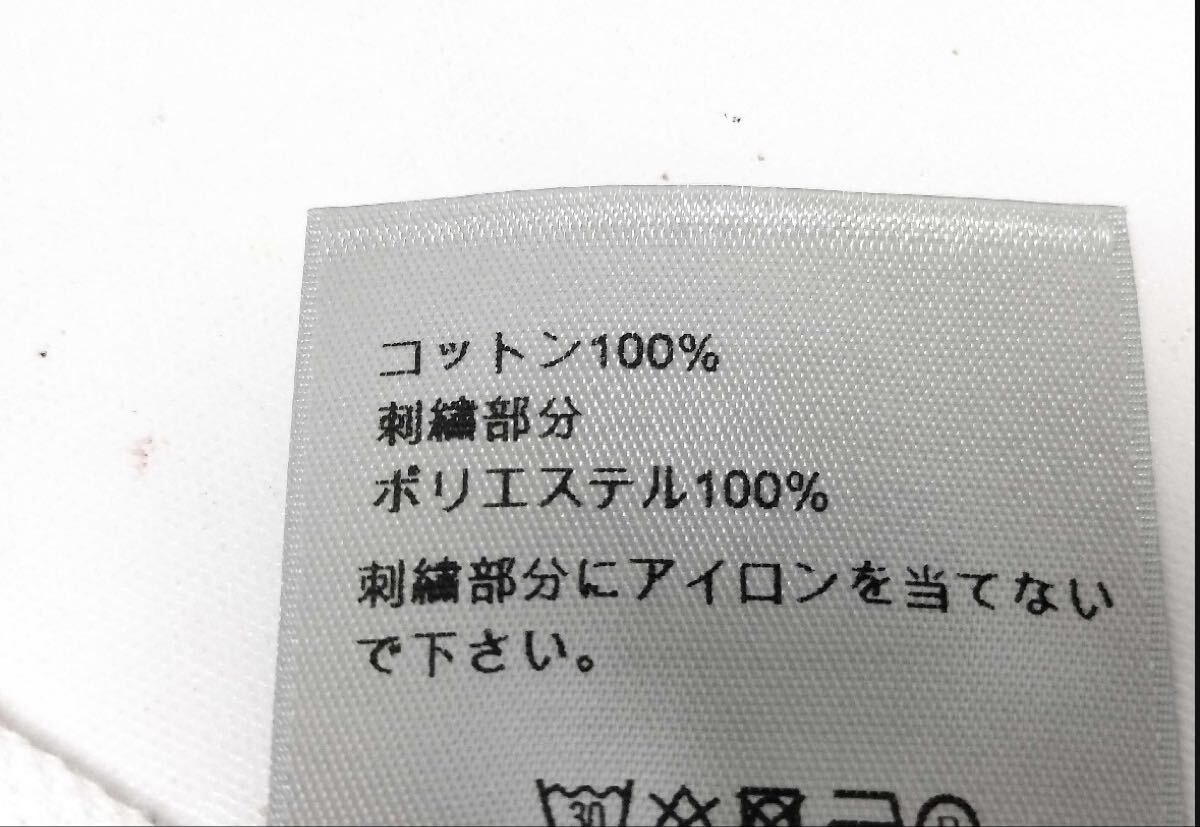 コットン100%
刺繍部分
ポリエステル100%
刺繍部分にアイロンを当てない
で下さい。
30 P